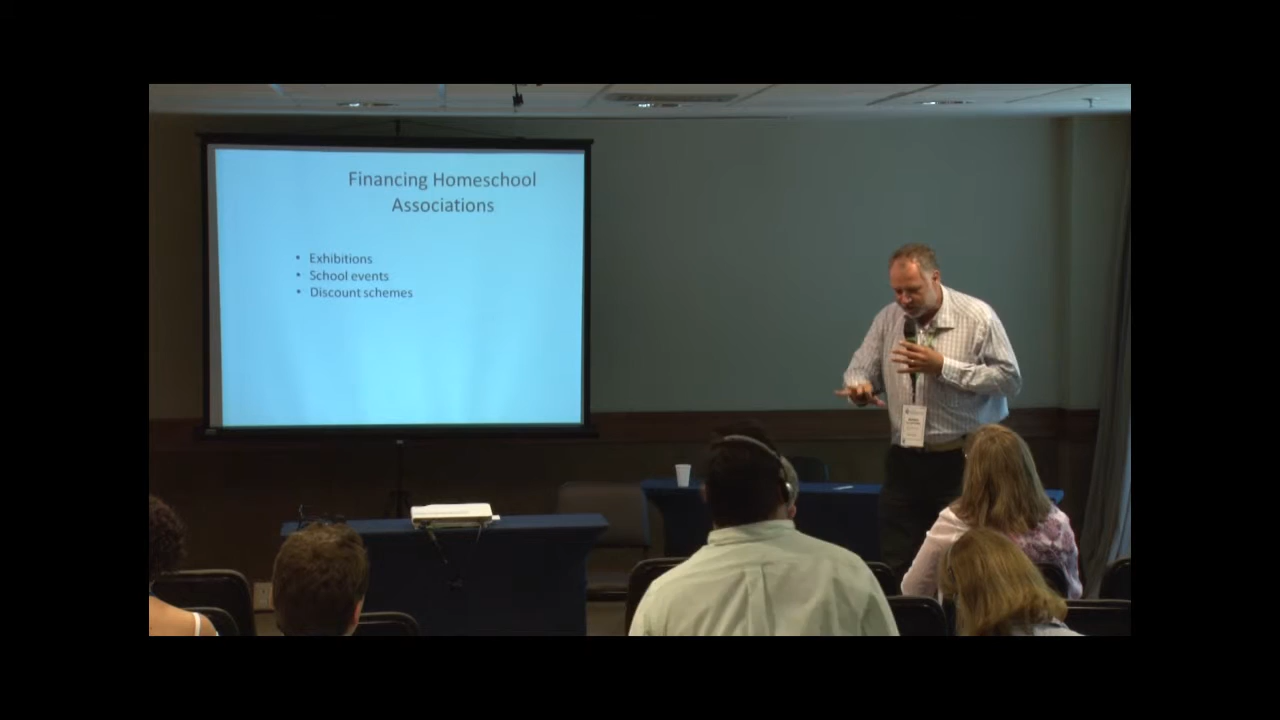 Financing Homeschool
Associations
• Exhibitions
• School events
• Discount schemes